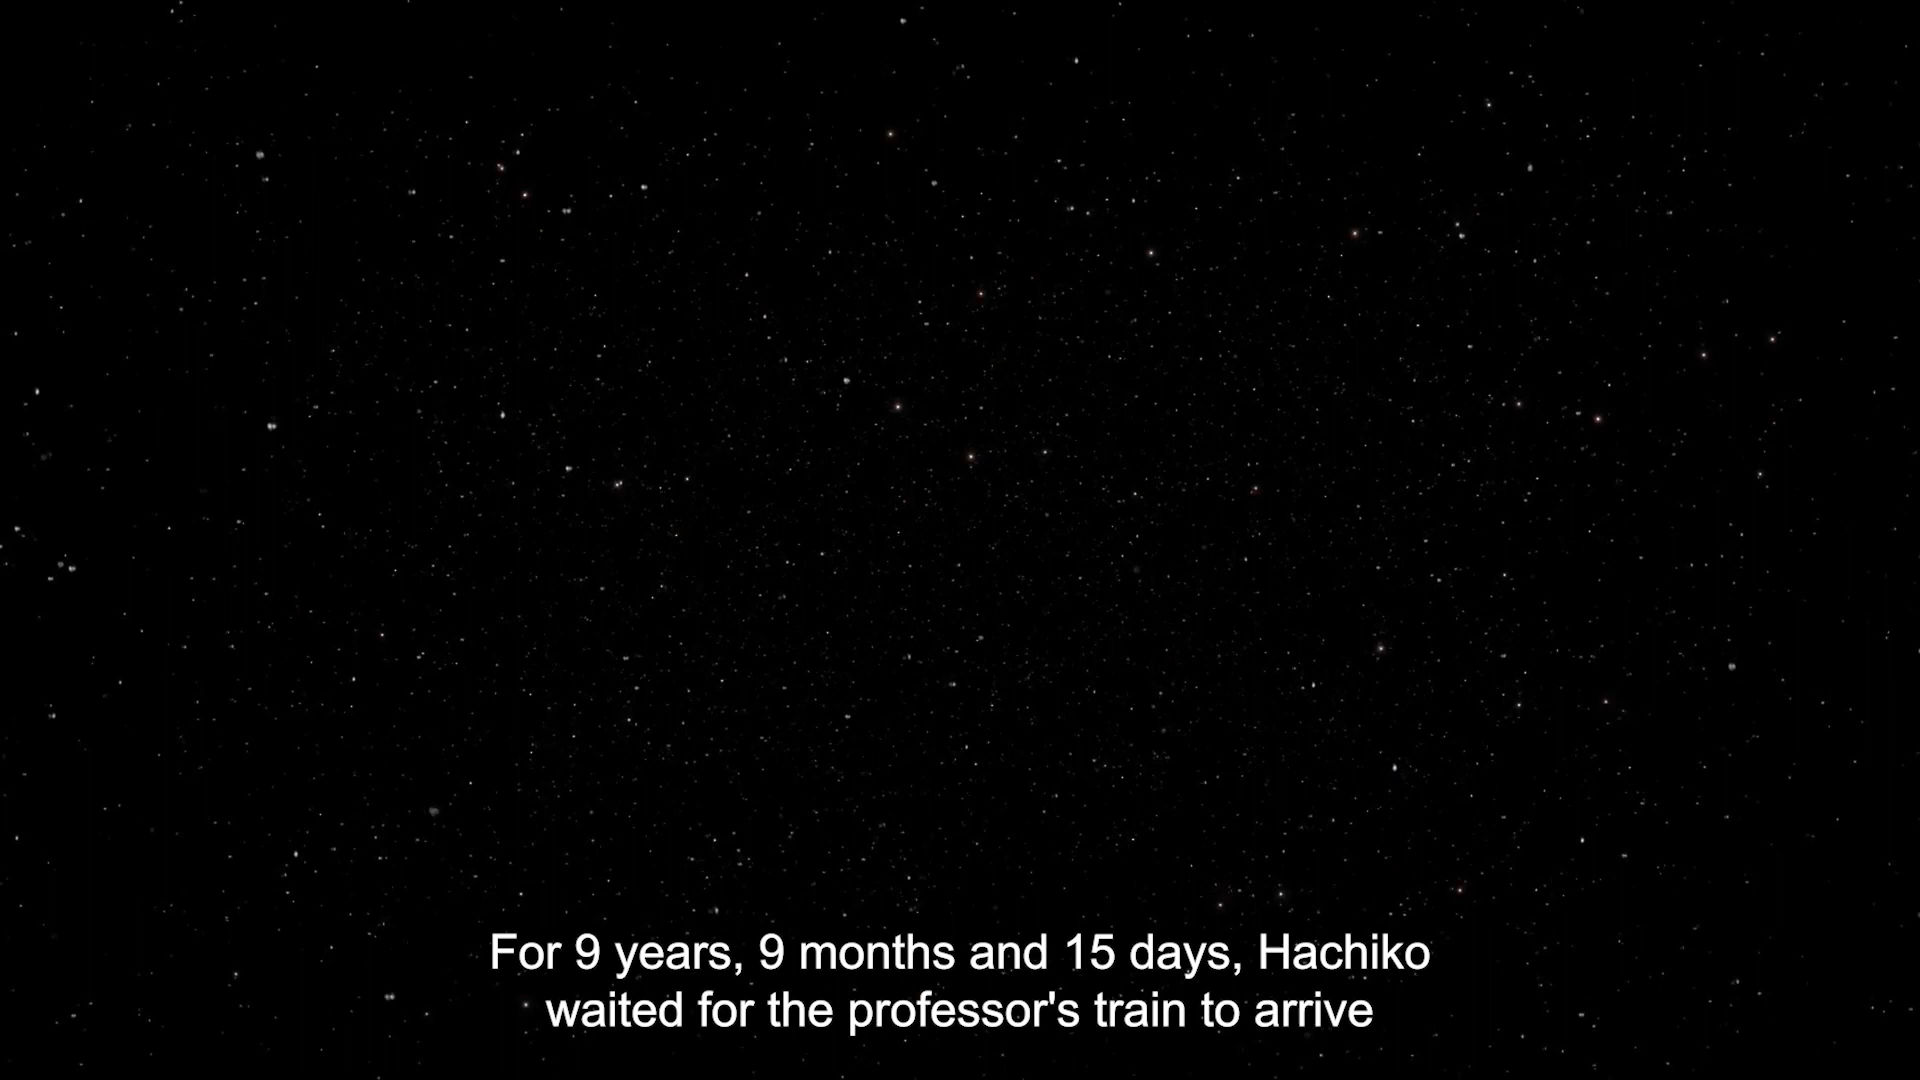 For 9 years, 9 months and 15 days, Hachiko
waited for the professor's train to arrive